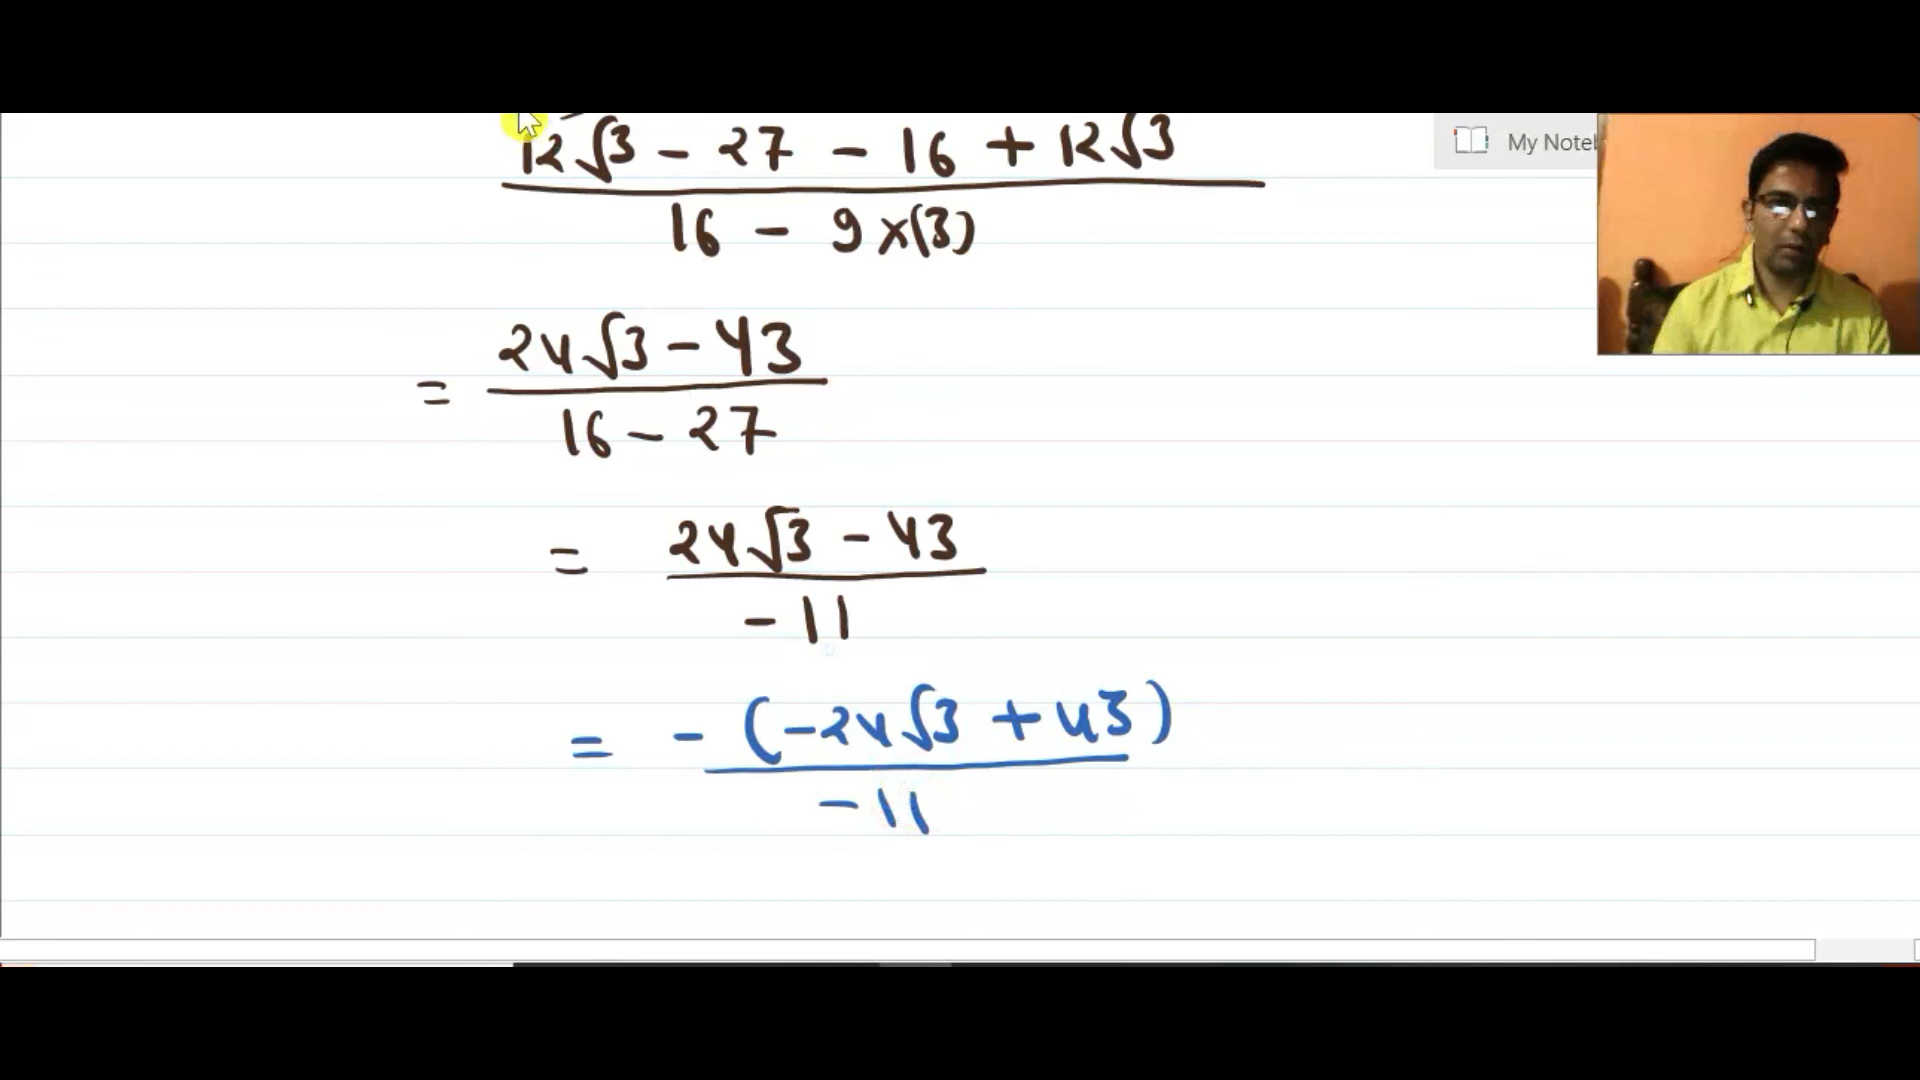 12√3 - 27 - 16 + 12√3
16 - 9×(3)
My Note
= 24√3 - 43
16 - 27
= 24√3 - 43
- 11
= - (-24√3 + 43)
-11